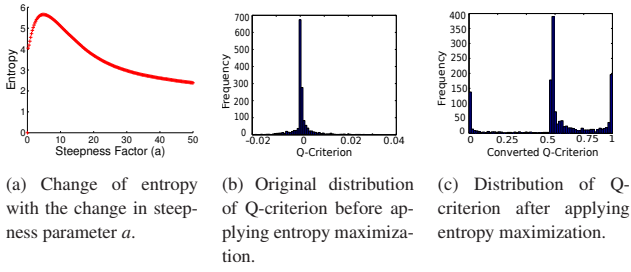 6
5
4
3
2
1
0
0 10 20 30 40 50
Entropy
Steepness Factor (a)
700
600
500
400
300
200
100
0
-0.02 0 0.02 0.04
Frequency
Q-Criterion
400
350
300
250
200
150
100
50
0
0 0.5 1
Frequency
Converted Q-Criterion
(a) Change of entropy
with the change in steep-
ness parameter a.
(b) Original distribution
of Q-criterion before ap-
plying entropy maximiza-
tion.
(c) Distribution of Q-
criterion after applying
entropy maximization.